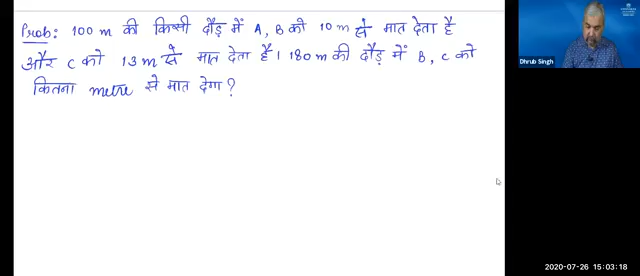 Prob: 100 m की किसी दौड़ में A, B को 10 m से मात देता है
और C को 13 m से मात देता है। 180 m की दौड़ में B, C को
कितना metre से मात देगा?
Dhrub Singh
2020-07-26 15:03:18